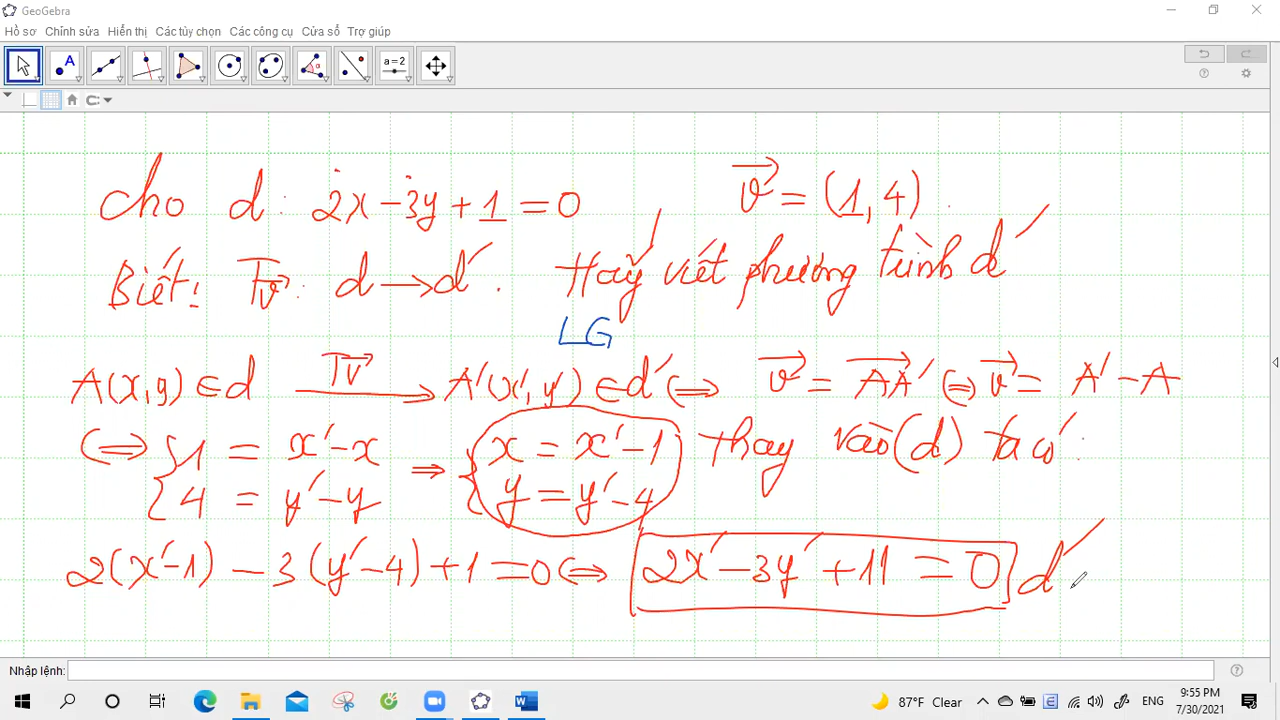 GeoGebra
Hồ sơ Chỉnh sửa Hiển thị Các tùy chọn Các công cụ Cửa sổ Trợ giúp
A a=2
Cho d: 2x-3y+1=0 v⃗=(1,4)
Biết: Tv⃗: d→d' . Hãy viết phương trình d'
LG
A(x,y)∈d Tv⃗→ A'(x',y')∈d' ⇔ v⃗ = AA'⃗ ⇔ v⃗ = A'-A
⇔ { 1 = x'-x ⇒ { x = x'-1 thay vào (d) ta có:
{ 4 = y'-y { y = y'-4
2(x'-1) - 3(y'-4) + 1 = 0 ⇔ 2x'-3y'+11=0 d'
Nhập lệnh:
87°F Clear ENG 9:55 PM
7/30/2021